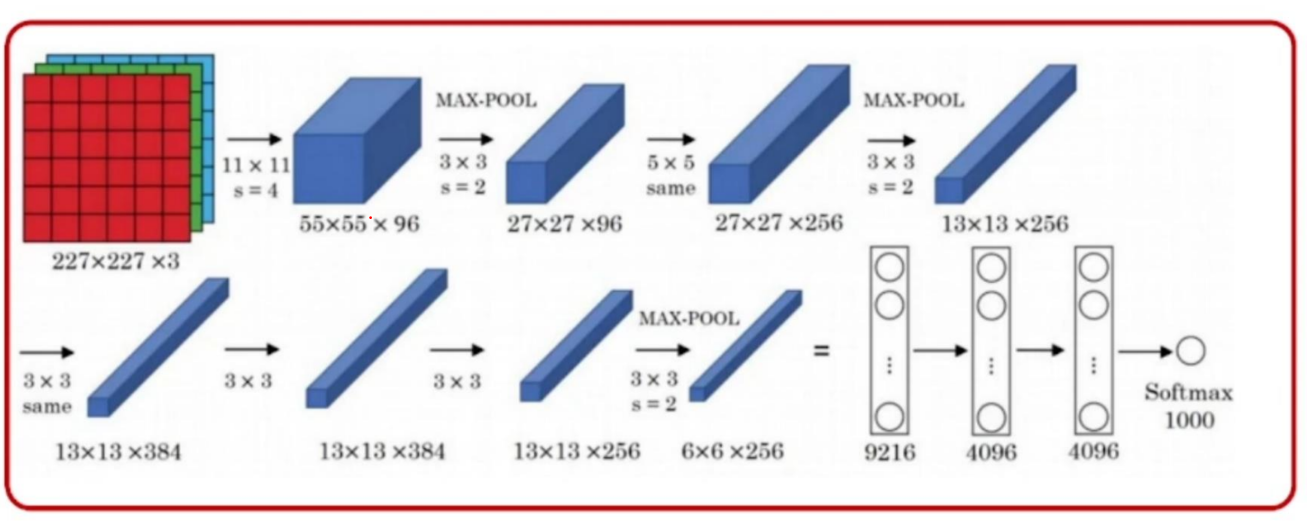 MAX-POOL
MAX-POOL
11 × 11
s = 4
3 × 3
s = 2
5 × 5
same
3 × 3
s = 2
227×227 ×3
55×55 × 96
27×27 ×96
27×27 ×256
13×13 ×256
MAX-POOL
3 × 3
same
3 × 3
3 × 3
3 × 3
s = 2
=
Softmax
1000
13×13 ×384
13×13 ×384
13×13 ×256
6×6 ×256
9216
4096
4096